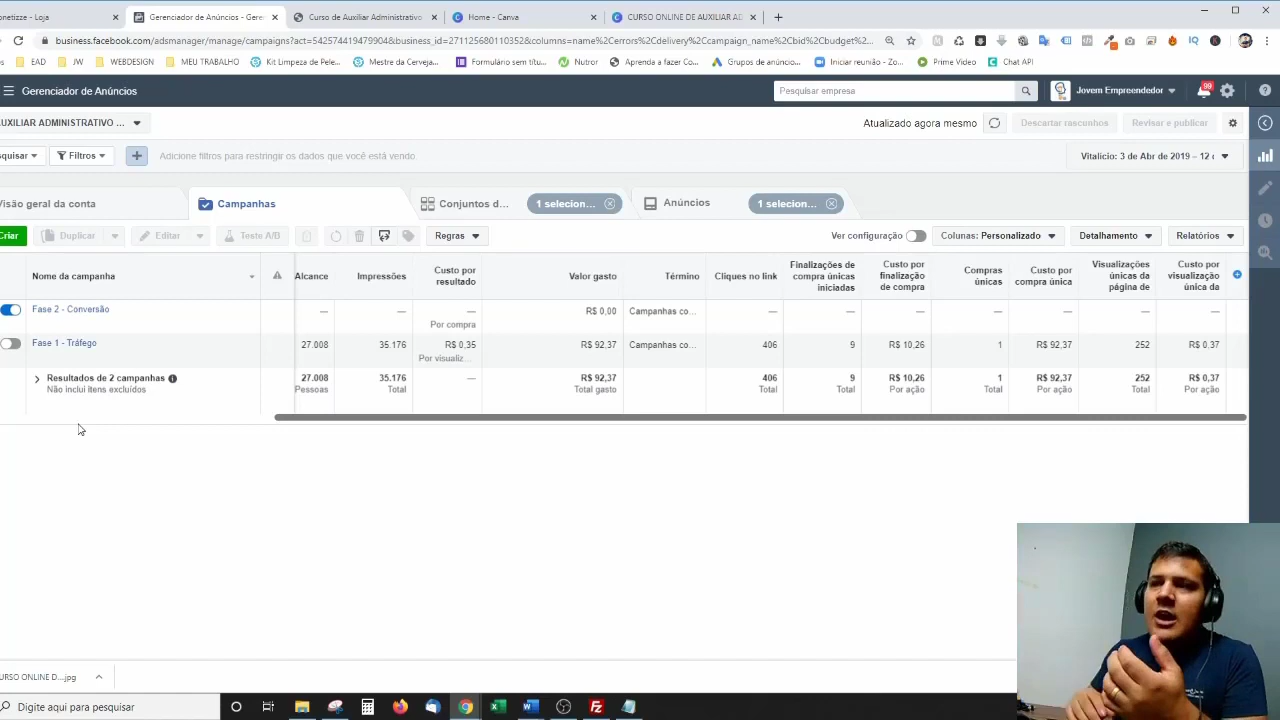 onetizze - Loja
Gerenciador de Anúncios - Geren
Curso de Auxiliar Administrativo
Home - Canva
CURSO ONLINE DE AUXILIAR AD
business.facebook.com/adsmanager/manage/campaigns?act=542574419479904&business_id=271125680110352&columns=name%2Cerrors%2Cdelivery%2Ccampaign_name%2Cbid%2Cbudget%...
EAD
JW
WEBDESIGN
MEU TRABALHO
Kit Limpeza de Pele...
Mestre da Cerveja...
Formulário sem títu...
Nutror
Aprenda a fazer Co...
Grupos de anúncio...
Iniciar reunião - Zo...
Prime Video
Chat API
Gerenciador de Anúncios
Pesquisar empresa
Jovem Empreendedor
99
UXILIAR ADMINISTRATIVO ...
Atualizado agora mesmo
Descartar rascunhos
Revisar e publicar
squisar
Filtros
Adicione filtros para restringir os dados que você está vendo.
Vitalício: 3 de Abr de 2019 – 12
Visão geral da conta
Campanhas
Conjuntos d...
1 selecion...
Anúncios
1 selecion...
Criar
Duplicar
Editar
Teste A/B
Regras
Ver configuração
Colunas: Personalizado
Detalhamento
Relatórios
Nome da campanha
Alcance
Impressões
Custo por
resultado
Valor gasto
Término
Cliques no link
Finalizações de
compra únicas
iniciadas
Custo por
finalização
de compra
Compras
únicas
Custo por
compra única
Visualizações
únicas da
página de
Custo por
visualização
única da
Fase 2 - Conversão
—
—
—
Por compra
R$ 0,00
Campanhas co...
—
—
—
—
—
—
—
Fase 1 - Tráfego
27.008
35.176
R$ 0,35
Por visualiz...
R$ 92,37
Campanhas co...
406
9
R$ 10,26
1
R$ 92,37
252
R$ 0,37
Resultados de 2 campanhas
Não inclui itens excluídos
27.008
Pessoas
35.176
Total
—
R$ 92,37
Total gasto
406
Total
9
Total
R$ 10,26
Por ação
1
Total
R$ 92,37
Por ação
252
Total
R$ 0,37
Por ação
CURSO ONLINE D....jpg
Digite aqui para pesquisar